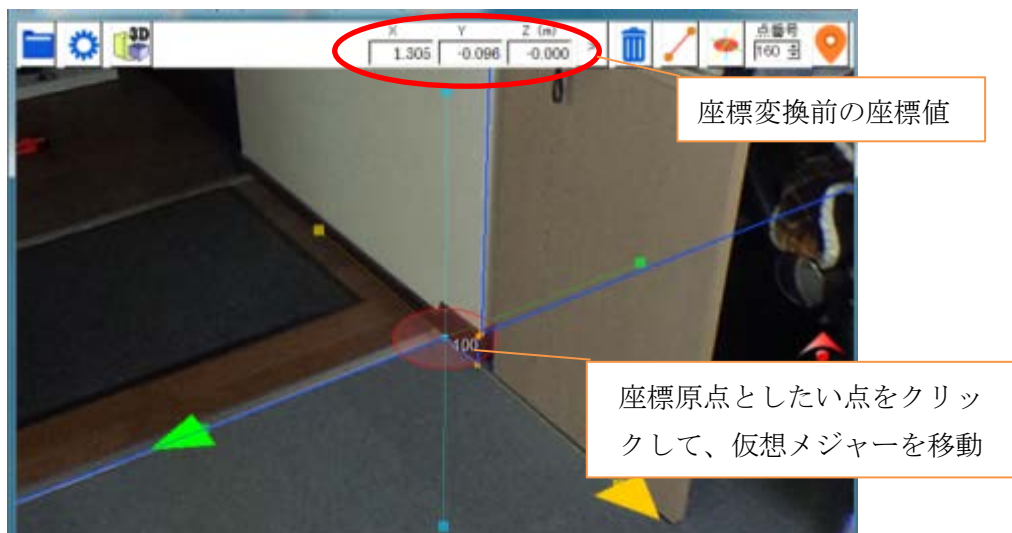 3D
X Y Z (m)
1.305 -0.096 -0.000
点番号
160
座標変換前の座標値
100
座標原点としたい点をクリッ
クして、仮想メジャーを移動